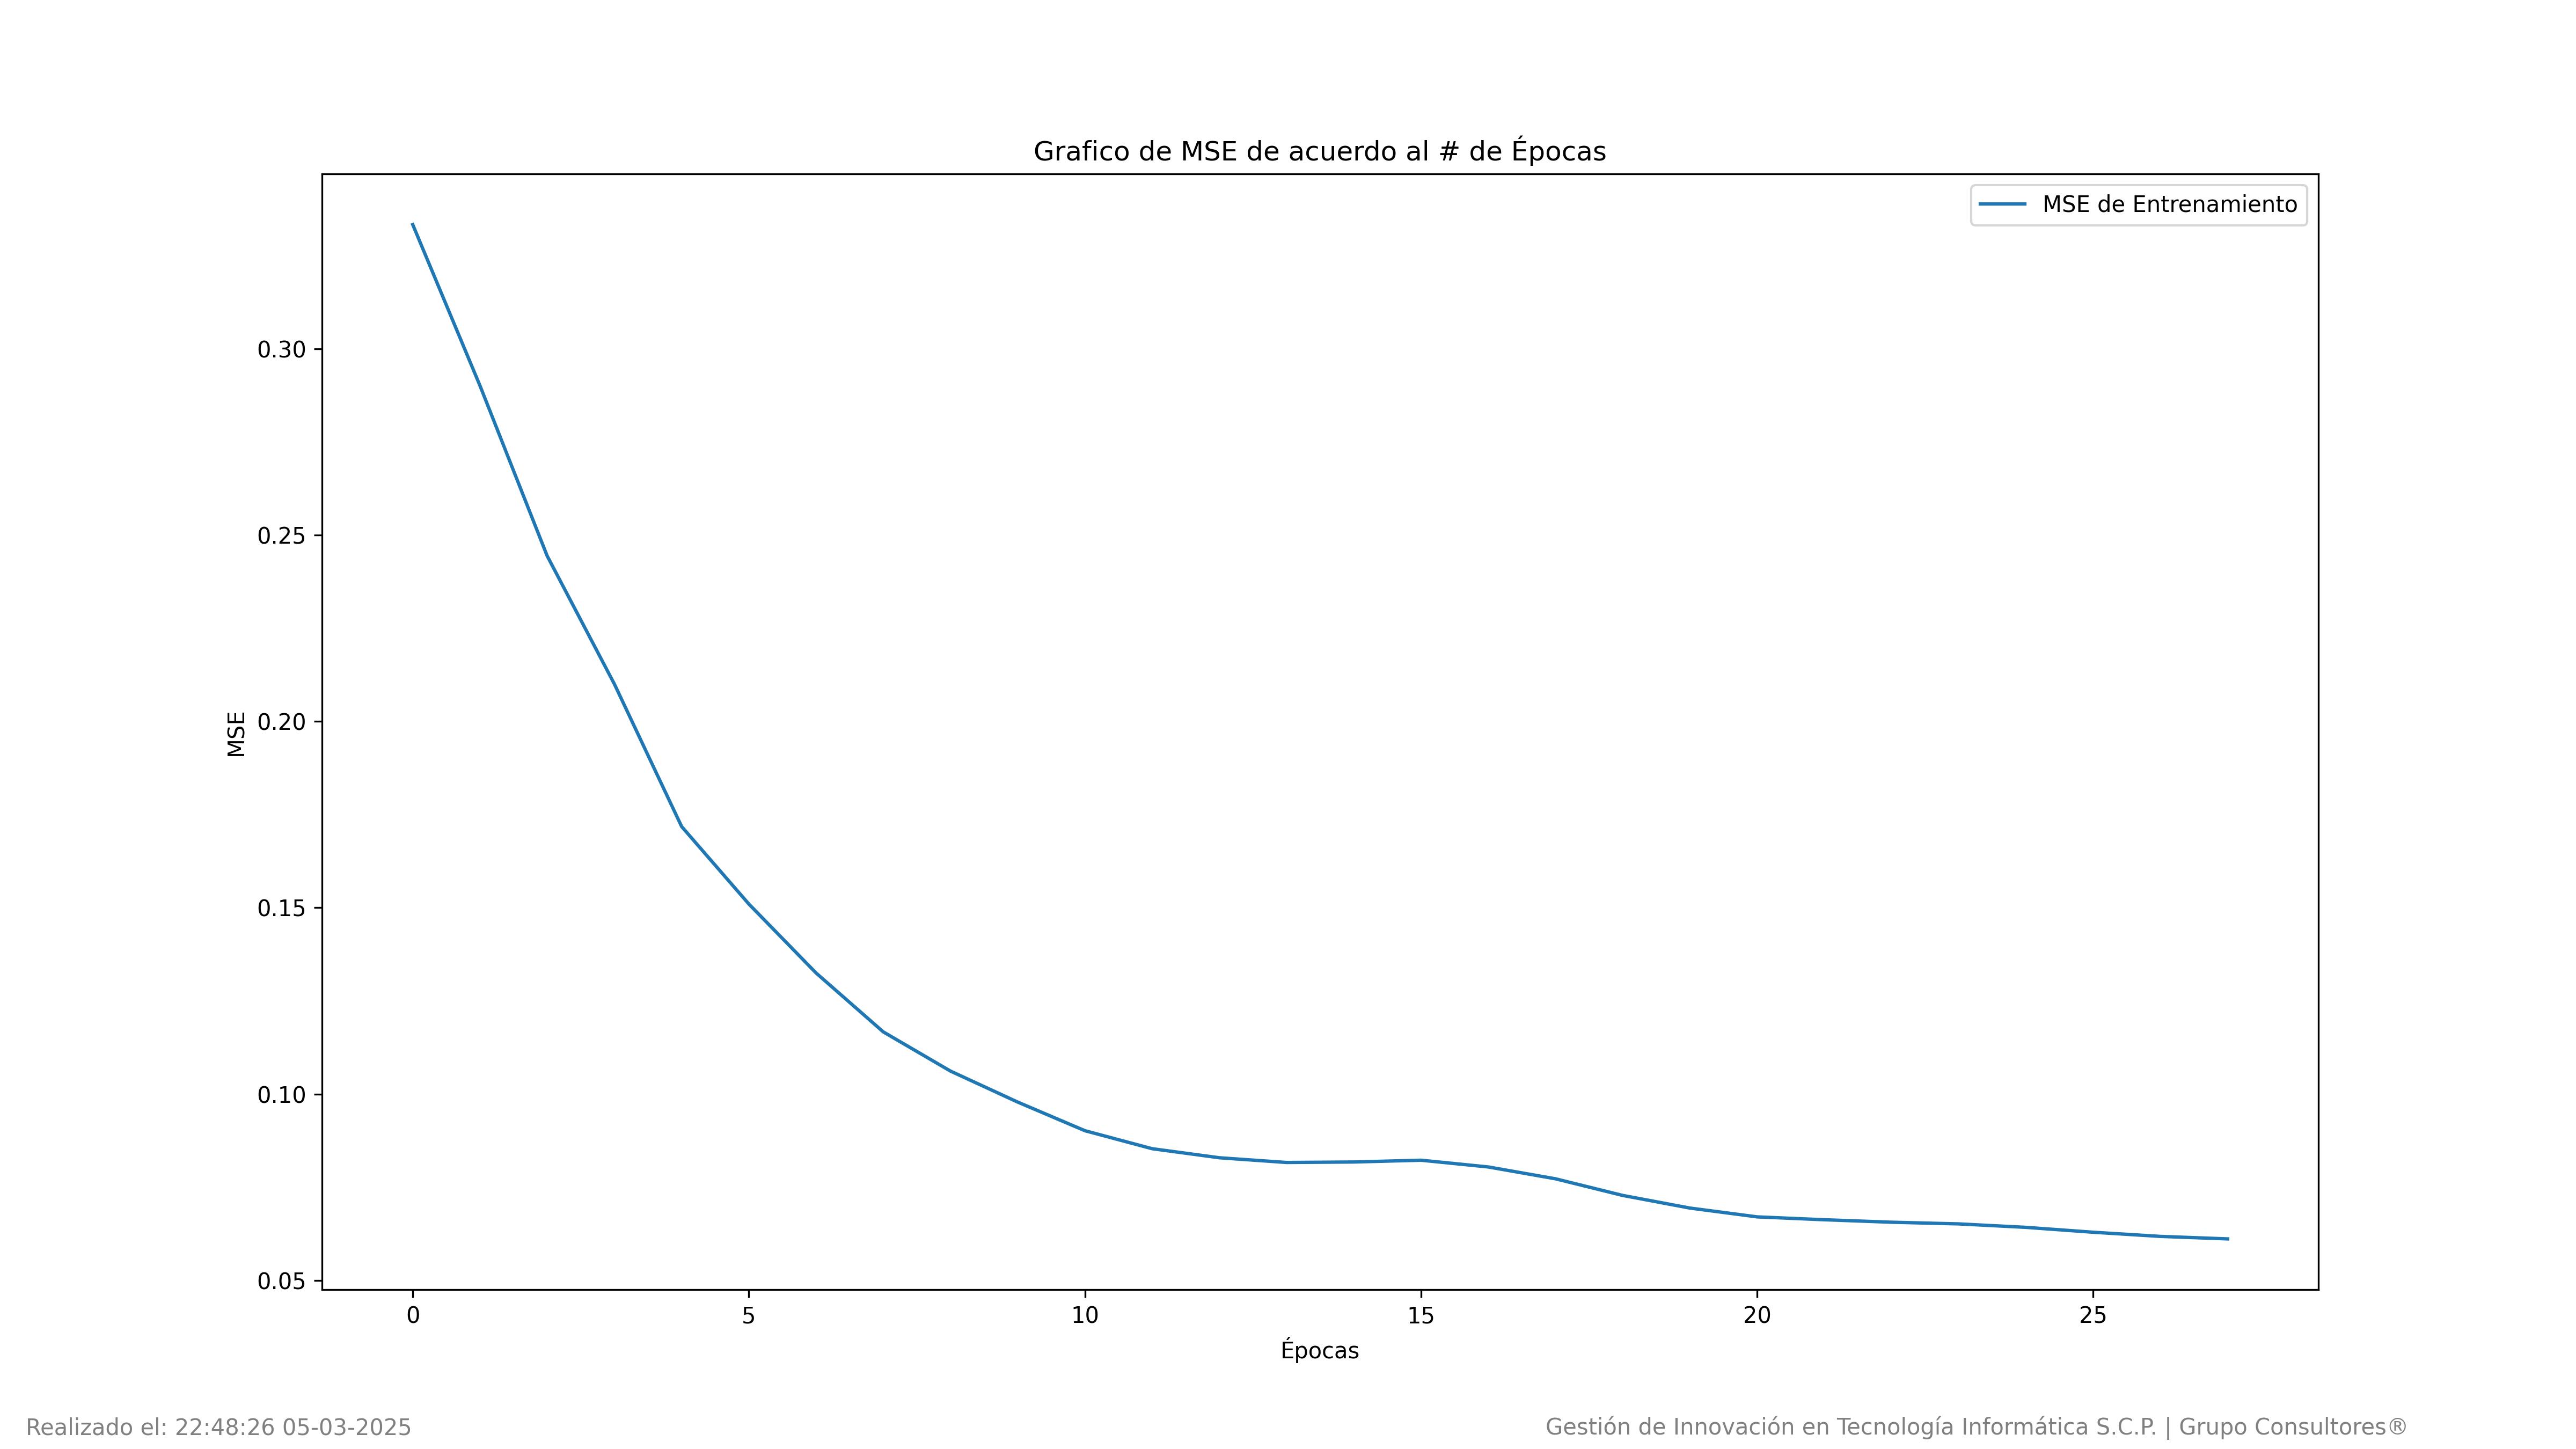 Grafico de MSE de acuerdo al # de Épocas
MSE de Entrenamiento
MSE
0.30
0.25
0.20
0.15
0.10
0.05
0 5 10 15 20 25
Épocas
Realizado el: 22:48:26 05-03-2025
Gestión de Innovación en Tecnología Informática S.C.P. | Grupo Consultores®